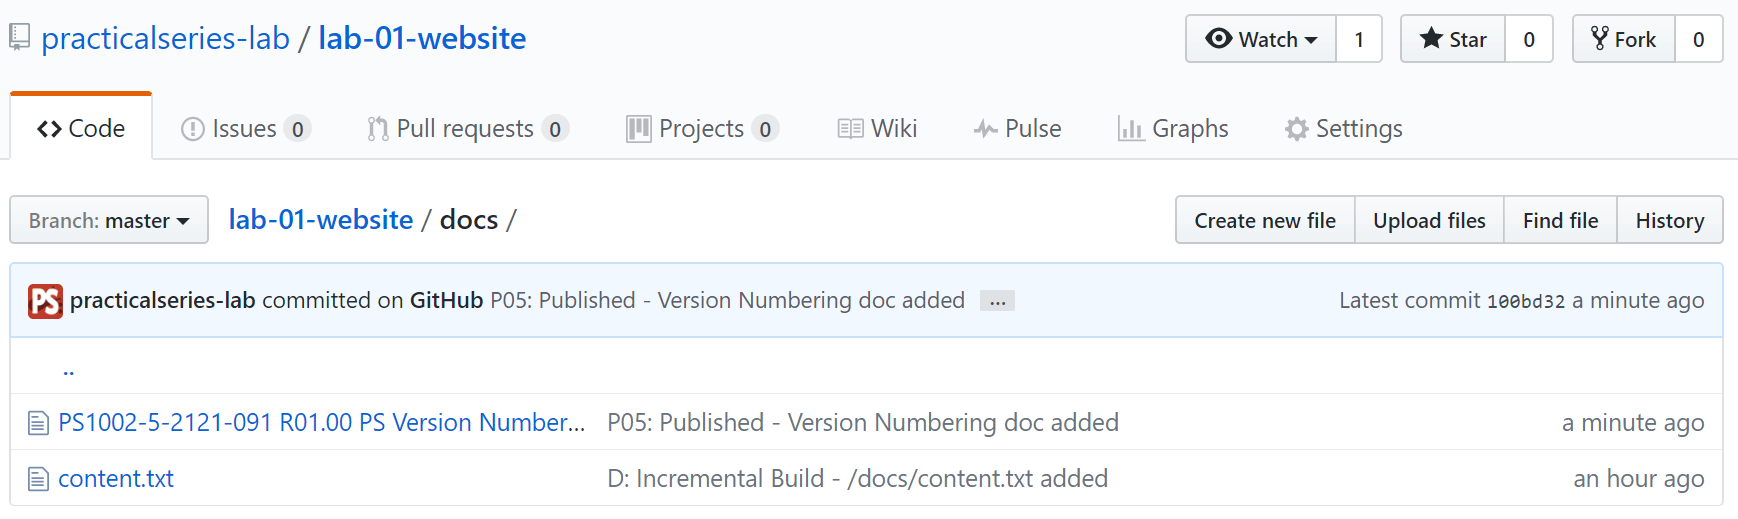 practicalseries-lab / lab-01-website Watch 1 Star 0 Fork 0
Code Issues 0 Pull requests 0 Projects 0 Wiki Pulse Graphs Settings
Branch: master lab-01-website / docs / Create new file Upload files Find file History
PS practicalseries-lab committed on GitHub P05: Published - Version Numbering doc added ... Latest commit 100bd32 a minute ago
..
PS1002-5-2121-091 R01.00 PS Version Number... P05: Published - Version Numbering doc added a minute ago
content.txt D: Incremental Build - /docs/content.txt added an hour ago